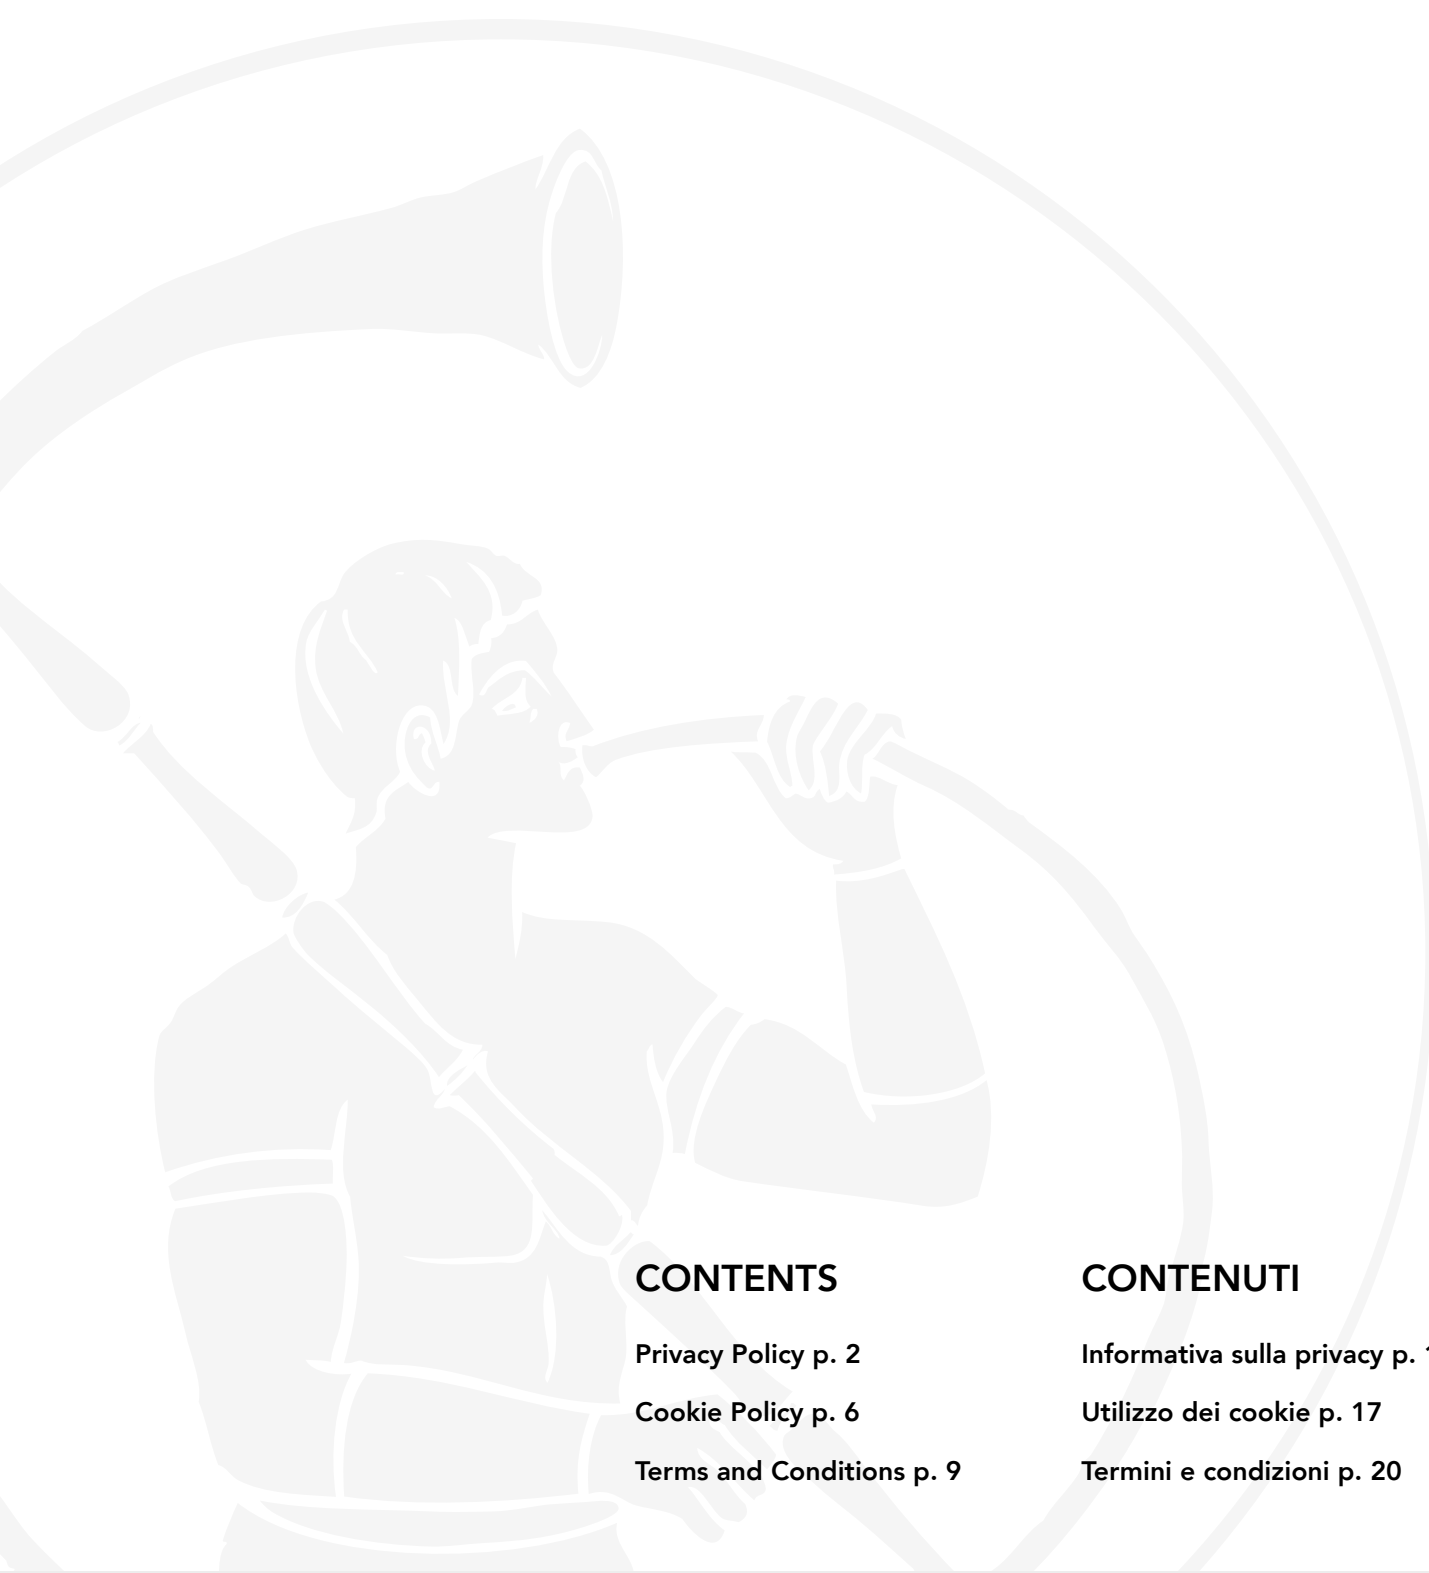 CONTENTS
Privacy Policy p. 2
Cookie Policy p. 6
Terms and Conditions p. 9
CONTENUTI
Informativa sulla privacy p.
Utilizzo dei cookie p. 17
Termini e condizioni p. 20